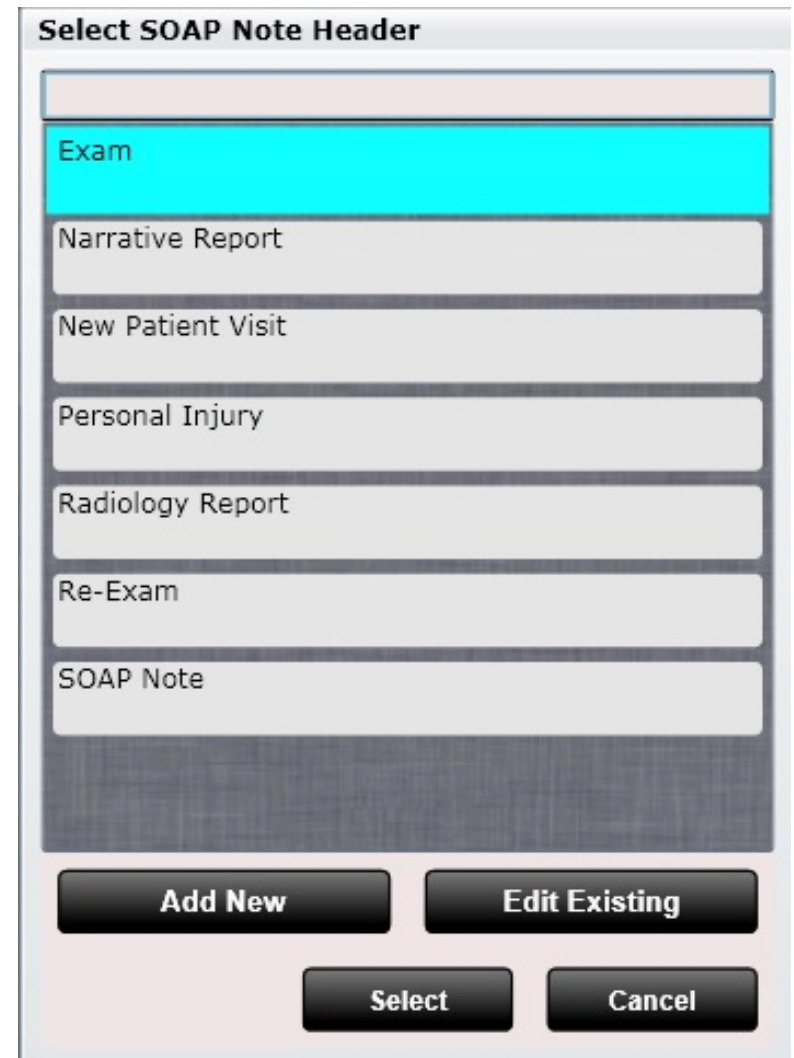 Select SOAP Note Header
Exam
Narrative Report
New Patient Visit
Personal Injury
Radiology Report
Re-Exam
SOAP Note
Add New
Edit Existing
Select
Cancel